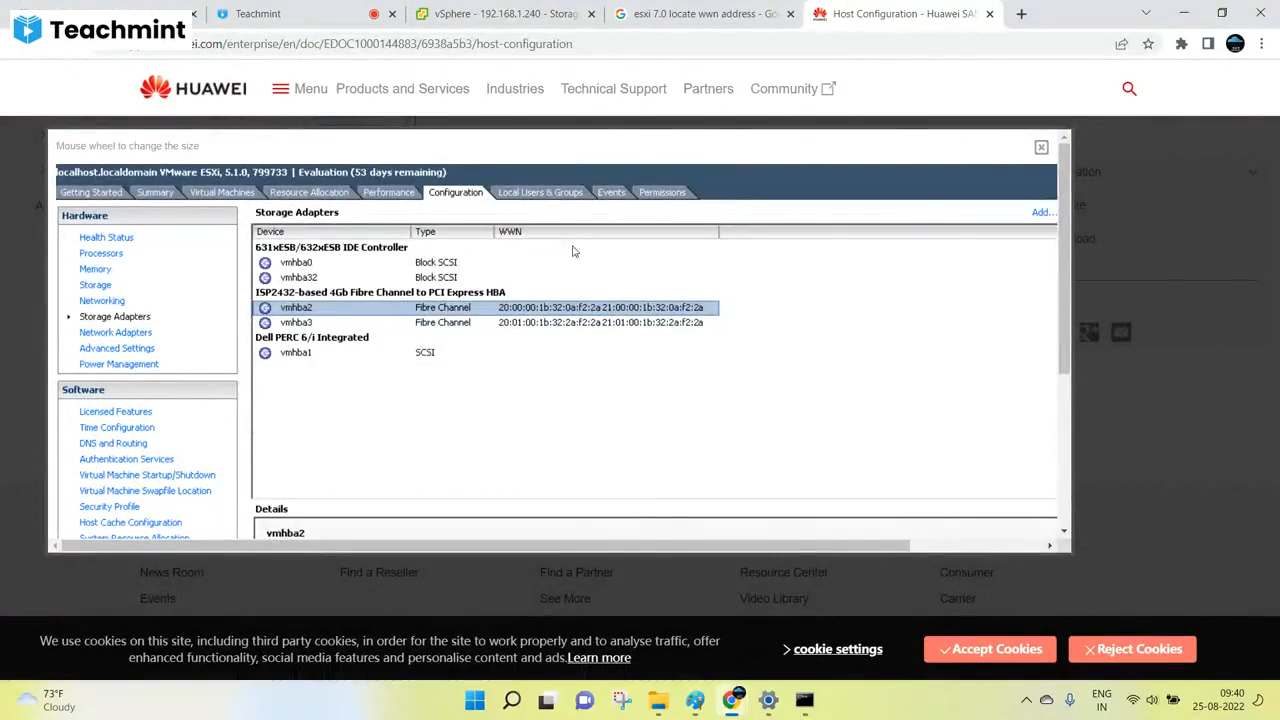 Teachmint
Teachmint
vSphere - 192.168.1.240 - Stora
esxi 7.0 locate wwn address of
Host Configuration - Huawei SA
ei.com/enterprise/en/doc/EDOC1000144883/6938a5b3/host-configuration
HUAWEI
Menu Products and Services Industries Technical Support Partners Community
Mouse wheel to change the size
localhost.localdomain VMware ESXi, 5.1.0, 799733 | Evaluation (53 days remaining)
Getting Started Summary Virtual Machines Resource Allocation Performance Configuration Local Users & Groups Events Permissions
Hardware
Health Status
Processors
Memory
Storage
Networking
Storage Adapters
Network Adapters
Advanced Settings
Power Management
Software
Licensed Features
Time Configuration
DNS and Routing
Authentication Services
Virtual Machine Startup/Shutdown
Virtual Machine Swapfile Location
Security Profile
Host Cache Configuration
System Resource Allocation
Storage Adapters
Add...
Device Type WWN
631xESB/632xESB IDE Controller
vmhba0 Block SCSI
vmhba32 Block SCSI
ISP2432-based 4Gb Fibre Channel to PCI Express HBA
vmhba2 Fibre Channel 20:00:00:1b:32:0a:f2:2a 21:00:00:1b:32:0a:f2:2a
vmhba3 Fibre Channel 20:01:00:1b:32:2a:f2:2a 21:01:00:1b:32:2a:f2:2a
Dell PERC 6/i Integrated
vmhba1 SCSI
Details
vmhba2
News Room Find a Reseller Find a Partner Resource Center Consumer
Events See More Video Library Carrier
We use cookies on this site, including third party cookies, in order for the site to work properly and to analyse traffic, offer
enhanced functionality, social media features and personalise content and ads.Learn more
cookie settings
Accept Cookies
Reject Cookies
73°F
Cloudy
ENG
IN
09:40
25-08-2022